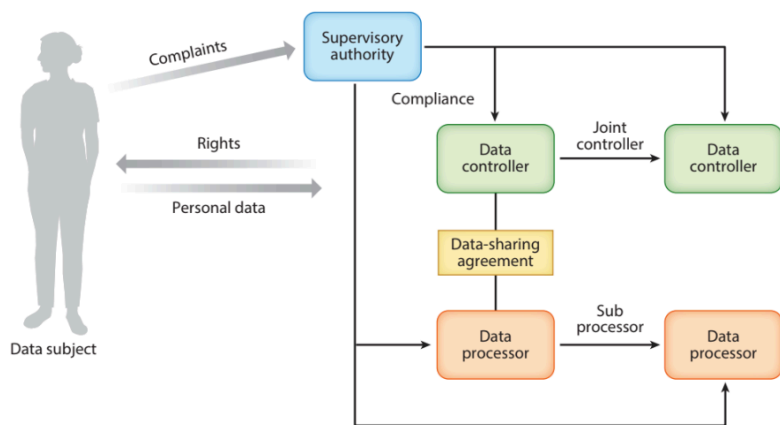 Complaints
Supervisory
authority
Compliance
Rights
Personal data
Data
controller
Joint
controller
Data
controller
Data-sharing
agreement
Data
processor
Sub
processor
Data
processor
Data subject